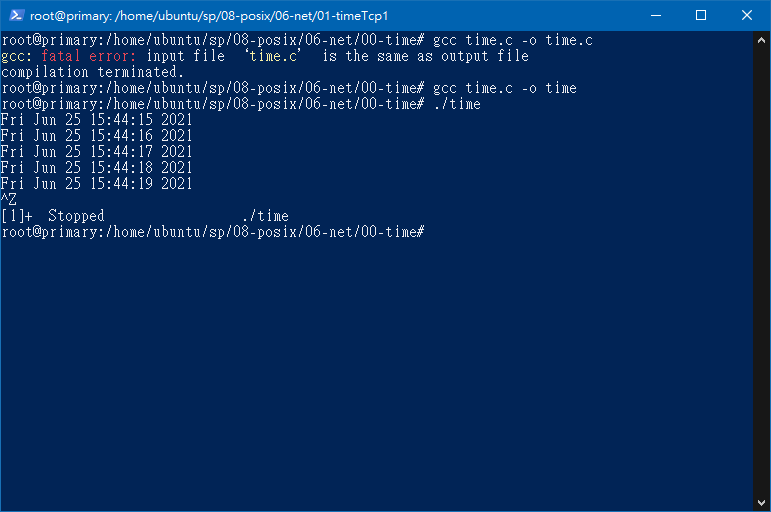 root@primary: /home/ubuntu/sp/08-posix/06-net/01-timeTcp1
root@primary:/home/ubuntu/sp/08-posix/06-net/00-time# gcc time.c -o time.c
gcc: fatal error: input file ‘time.c’ is the same as output file
compilation terminated.
root@primary:/home/ubuntu/sp/08-posix/06-net/00-time# gcc time.c -o time
root@primary:/home/ubuntu/sp/08-posix/06-net/00-time# ./time
Fri Jun 25 15:44:15 2021
Fri Jun 25 15:44:16 2021
Fri Jun 25 15:44:17 2021
Fri Jun 25 15:44:18 2021
Fri Jun 25 15:44:19 2021
^Z
[1]+  Stopped                 ./time
root@primary:/home/ubuntu/sp/08-posix/06-net/00-time#